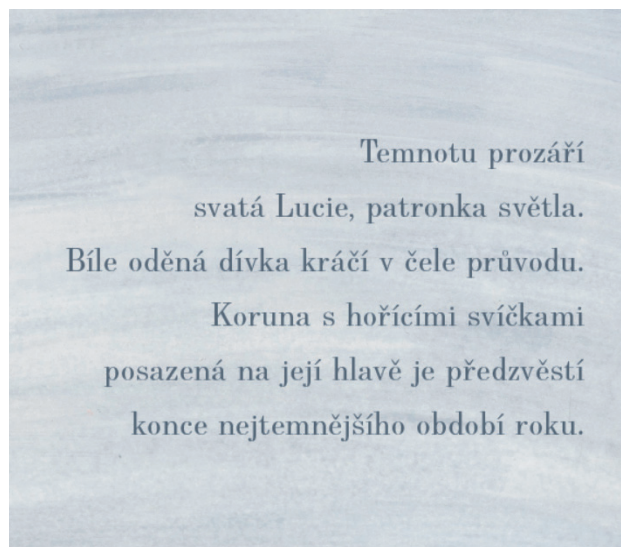 Temnotu prozáří
svatá Lucie, patronka světla.
Bíle oděná dívka kráčí v čele průvodu.
Koruna s hořícími svíčkami
posazená na její hlavě je předzvěstí
konce nejtemnějšího období roku.